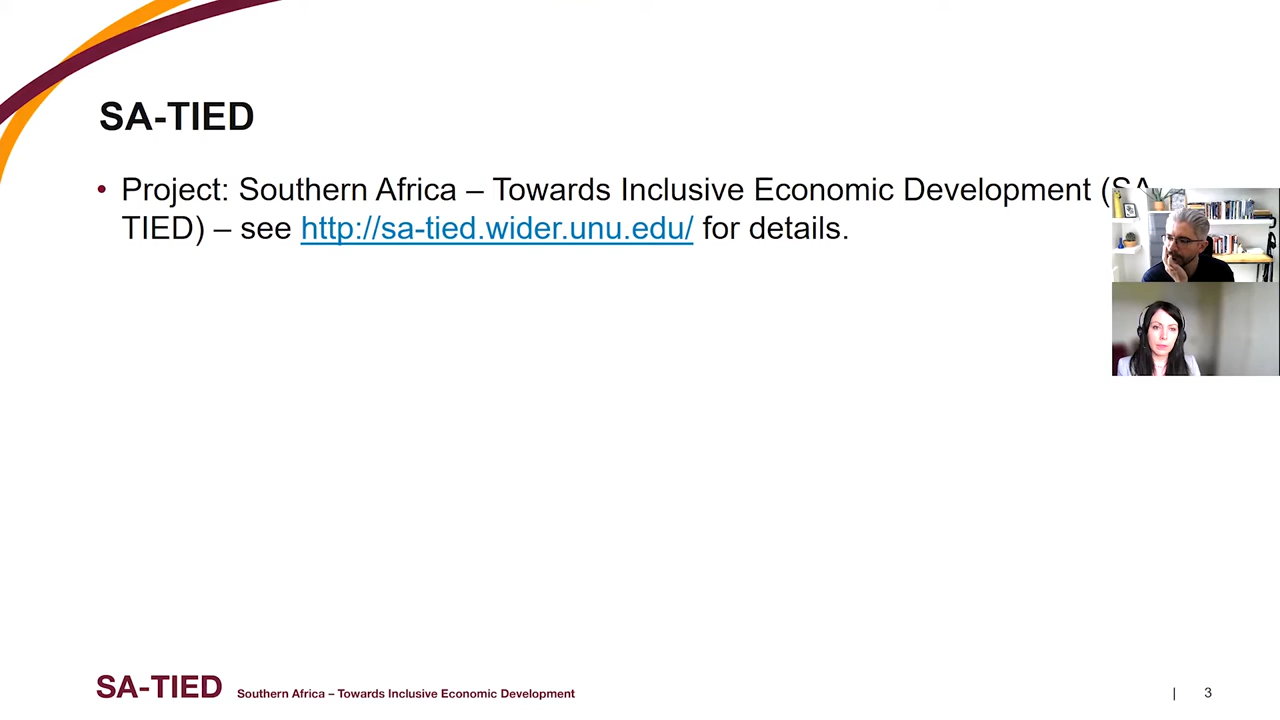 SA-TIED
• Project: Southern Africa – Towards Inclusive Economic Development (SA
TIED) – see http://sa-tied.wider.unu.edu/ for details.
SA-TIED Southern Africa – Towards Inclusive Economic Development
| 3